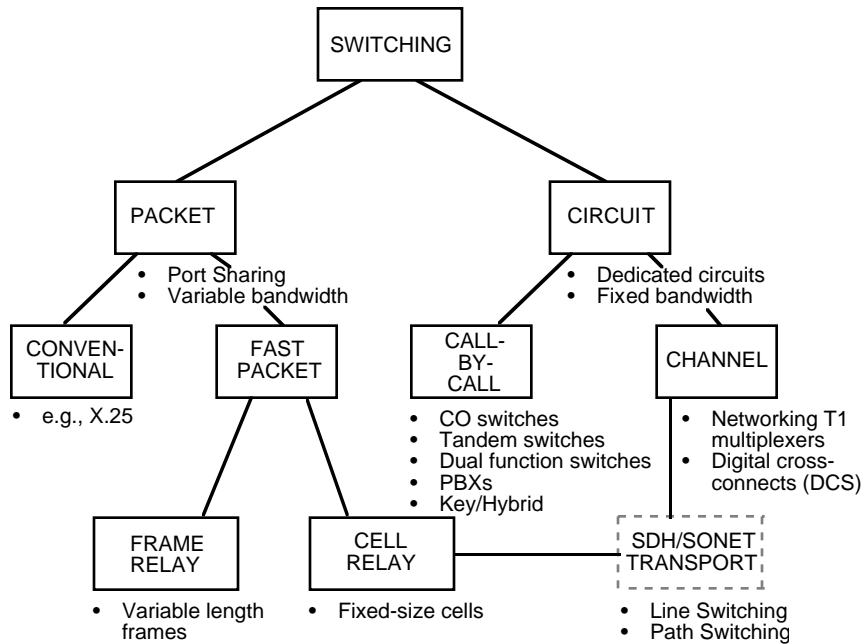 SWITCHING
PACKET
CIRCUIT
• Port Sharing
• Variable bandwidth
• Dedicated circuits
• Fixed bandwidth
CONVEN-
TIONAL
FAST
PACKET
CALL-
BY-
CALL
CHANNEL
• e.g., X.25
• CO switches
• Tandem switches
• Dual function switches
• PBXs
• Key/Hybrid
• Networking T1
multiplexers
• Digital cross-
connects (DCS)
FRAME
RELAY
CELL
RELAY
SDH/SONET
TRANSPORT
• Variable length
frames
• Fixed-size cells
• Line Switching
• Path Switching